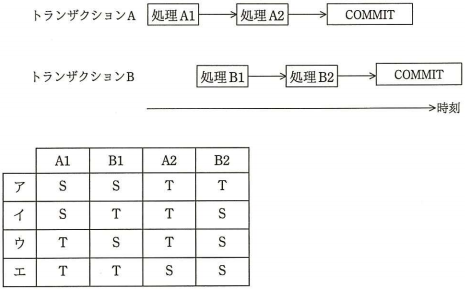 トランザクションA 処理A1 処理A2 COMMIT
トランザクションB 処理B1 処理B2 COMMIT
時刻
A1 B1 A2 B2
ア S S T T
イ S T T S
ウ T S T S
エ T T S S